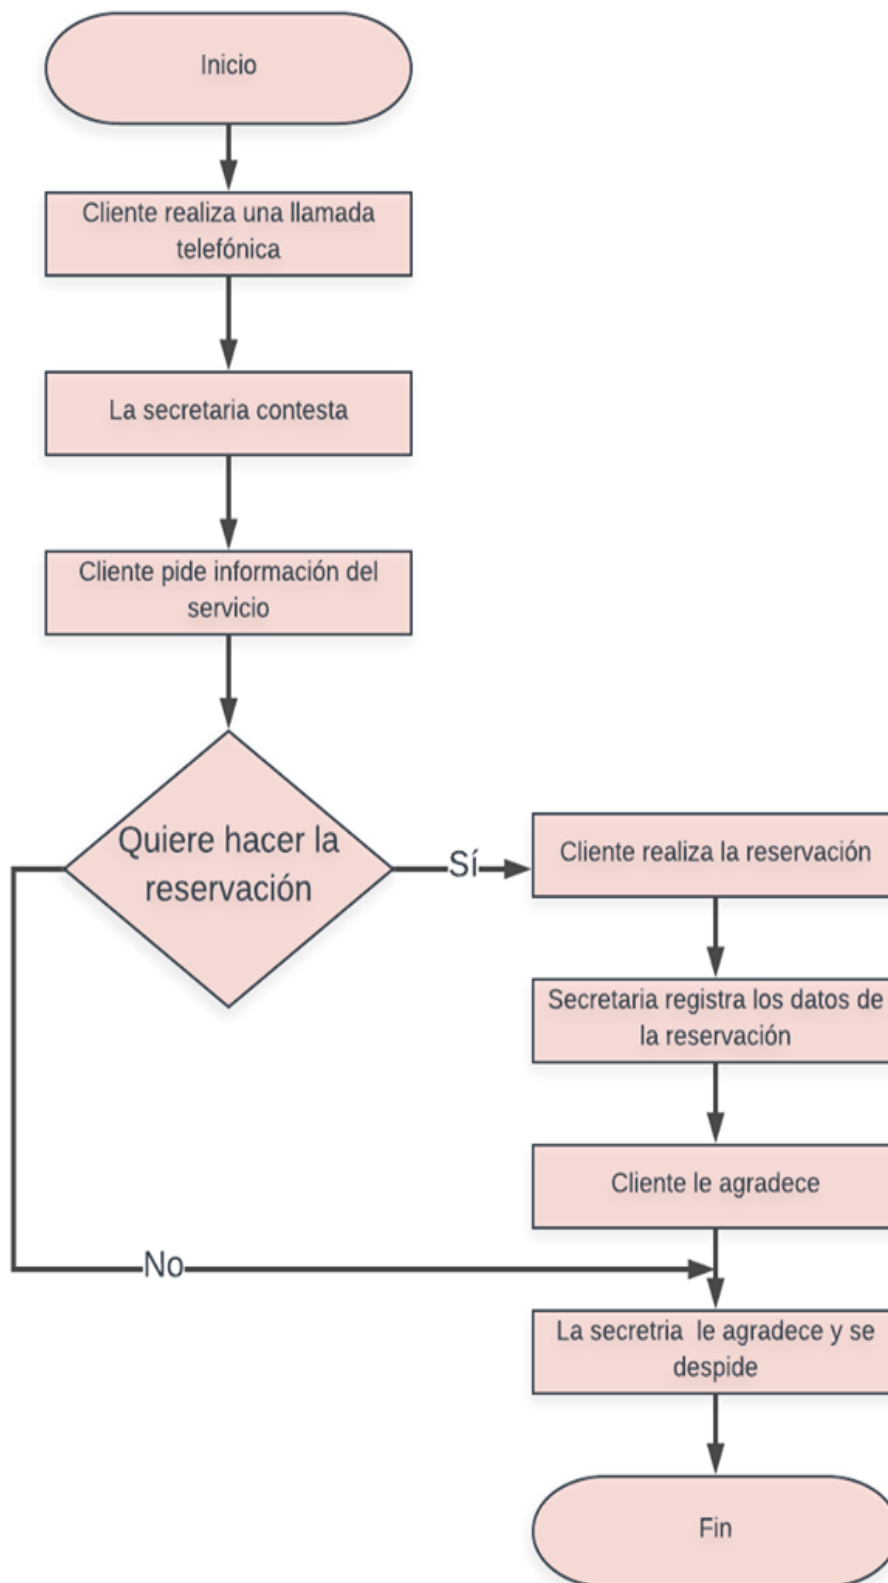 Inicio
Cliente realiza una llamada
telefónica
La secretaria contesta
Cliente pide información del
servicio
Quiere hacer la
reservación
Sí
Cliente realiza la reservación
Secretaria registra los datos de
la reservación
Cliente le agradece
No
La secretria  le agradece y se
despide
Fin